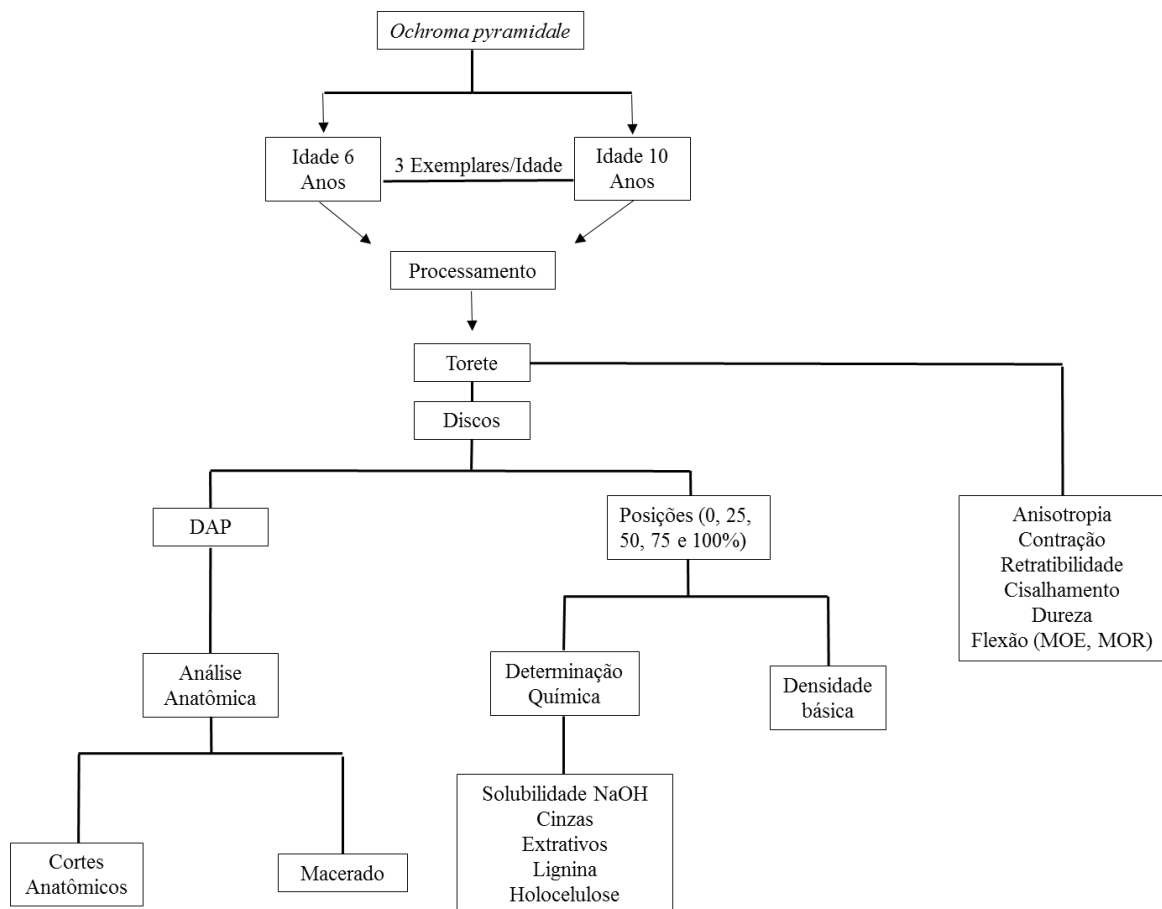 Ochroma pyramidale
Idade 6
Anos
3 Exemplares/Idade
Idade 10
Anos
Processamento
Torete
Discos
DAP
Posições (0, 25,
50, 75 e 100%)
Anisotropia
Contração
Retratibilidade
Cisalhamento
Dureza
Flexão (MOE, MOR)
Análise
Anatômica
Determinação
Química
Densidade
básica
Cortes
Anatômicos
Macerado
Solubilidade NaOH
Cinzas
Extrativos
Lignina
Holocelulose